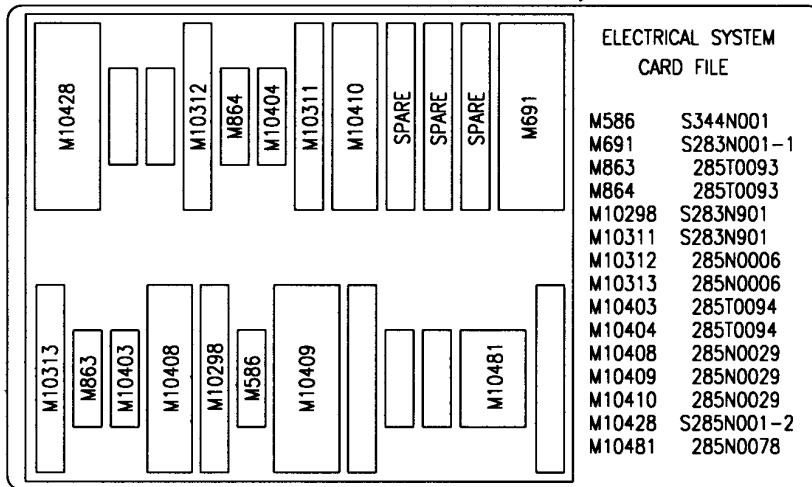 ELECTRICAL SYSTEM
CARD FILE
M10428
M10312
M864
M10404
M10311
M10410
SPARE
SPARE
SPARE
M691
M10313
M863
M10403
M10408
M10298
M586
M10409
M10481
M586 S344N001
M691 S283N001-1
M863 285T0093
M864 285T0093
M10298 S283N901
M10311 S283N901
M10312 285N0006
M10313 285N0006
M10403 285T0094
M10404 285T0094
M10408 285N0029
M10409 285N0029
M10410 285N0029
M10428 S285N001-2
M10481 285N0078